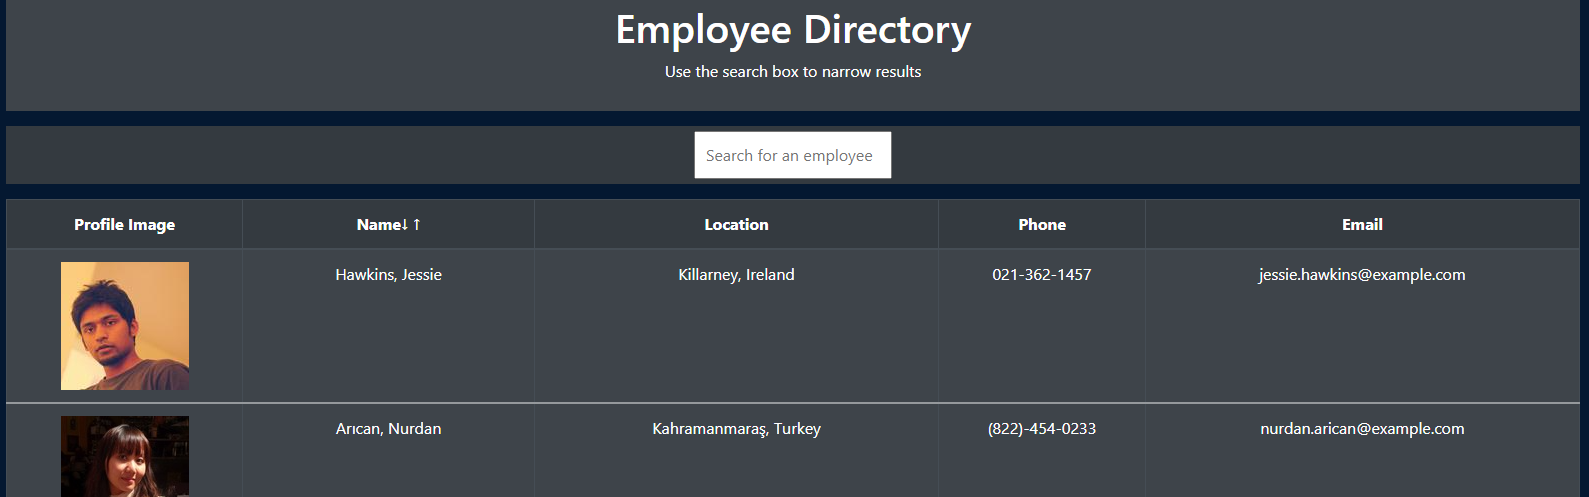 Employee Directory
Use the search box to narrow results
Search for an employee
Profile Image Name↓ ↑ Location Phone Email
Hawkins, Jessie Killarney, Ireland 021-362-1457 jessie.hawkins@example.com
Arıcan, Nurdan Kahramanmaraş, Turkey (822)-454-0233 nurdan.arican@example.com